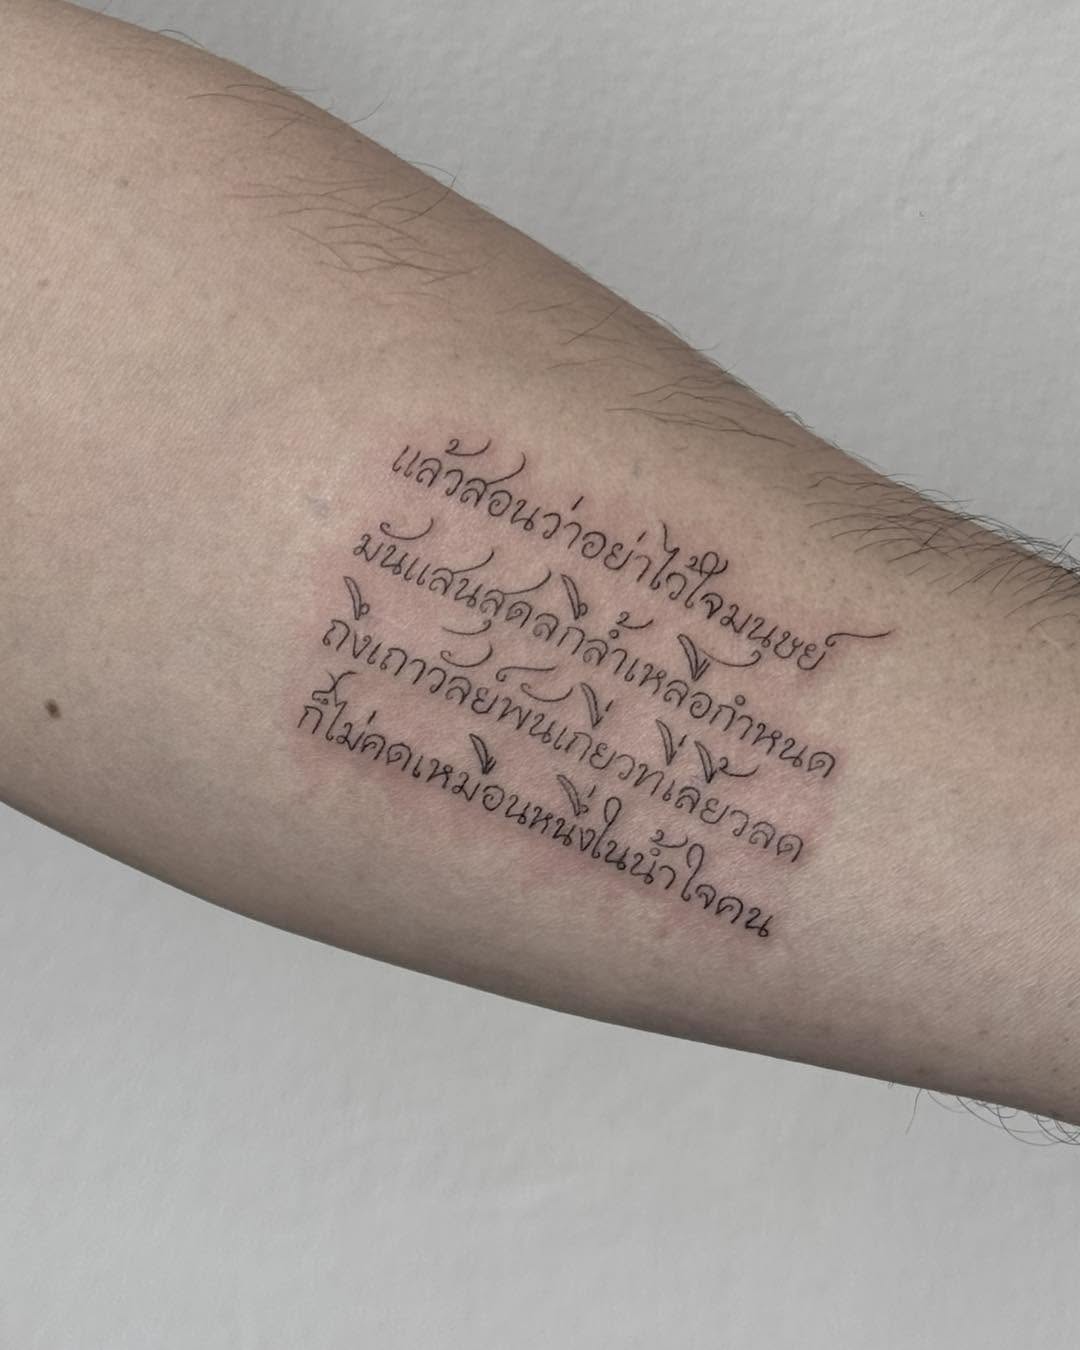 แล้วสอนว่าอย่าไว้ใจมนุษย์
มันแสนสุดลึกล้ำเหลือกำหนด
ถึงเถาวัลย์พันเกี่ยวที่เลี้ยวลด
ก็ไม่คดเหมือนหนึ่งในน้ำใจคน